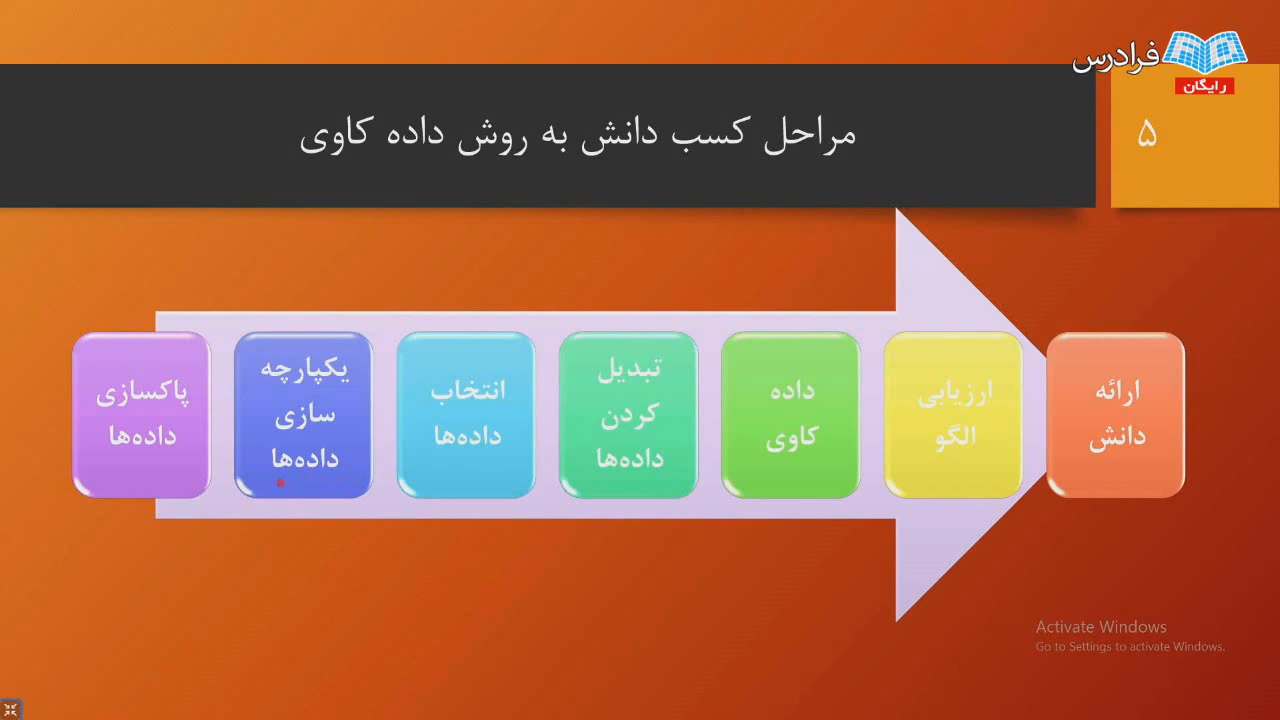 فرادرس
رایگان
۵
مراحل کسب دانش به روش داده کاوی
پاکسازی
داده‌ها
یکپارچه
سازی
داده‌ها
انتخاب
داده‌ها
تبدیل
کردن
داده‌ها
داده
کاوی
ارزیابی
الگو
ارائه
دانش
Activate Windows
Go to Settings to activate Windows.